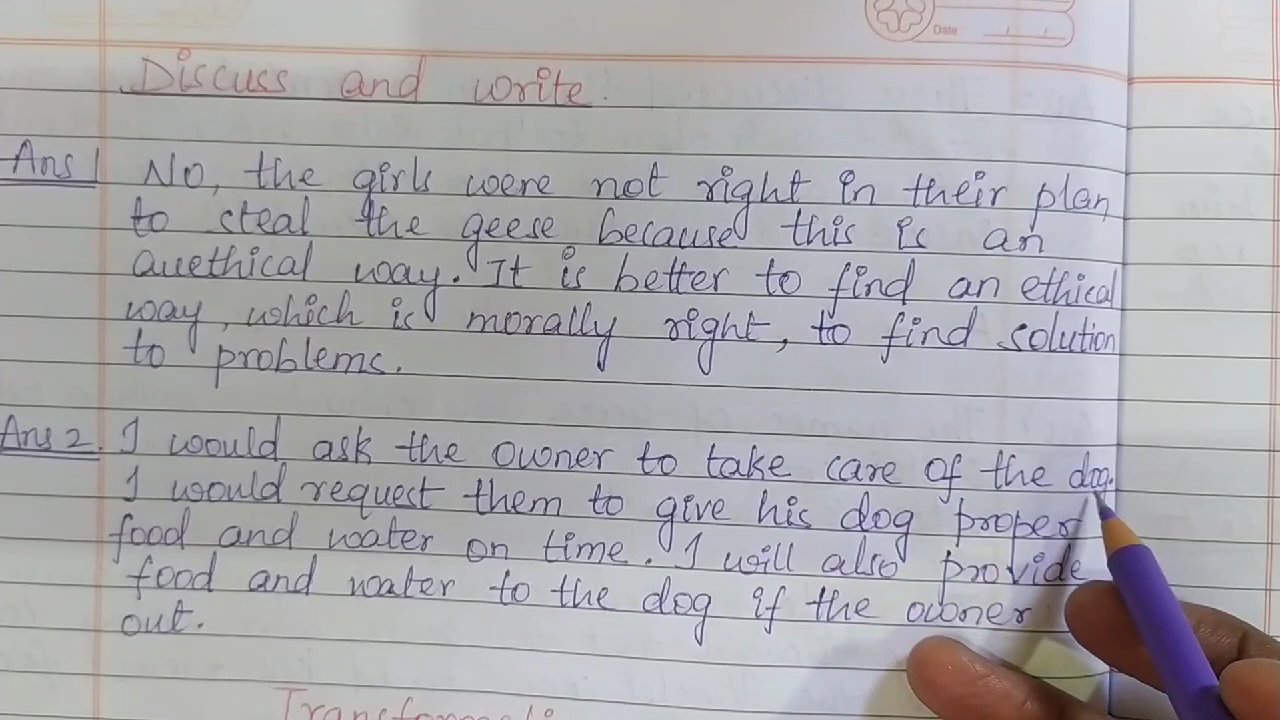 Date
Discuss and write.
Ans 1 No, the girls were not right in their plan
to steal the geese because this is an
auethical way. It is better to find an ethical
way, which is morally right, to find solution
to problems.
Ans 2. I would ask the owner to take care of the dog.
I would request them to give his dog proper
food and water on time. I will also provide
food and water to the dog if the owner
out.